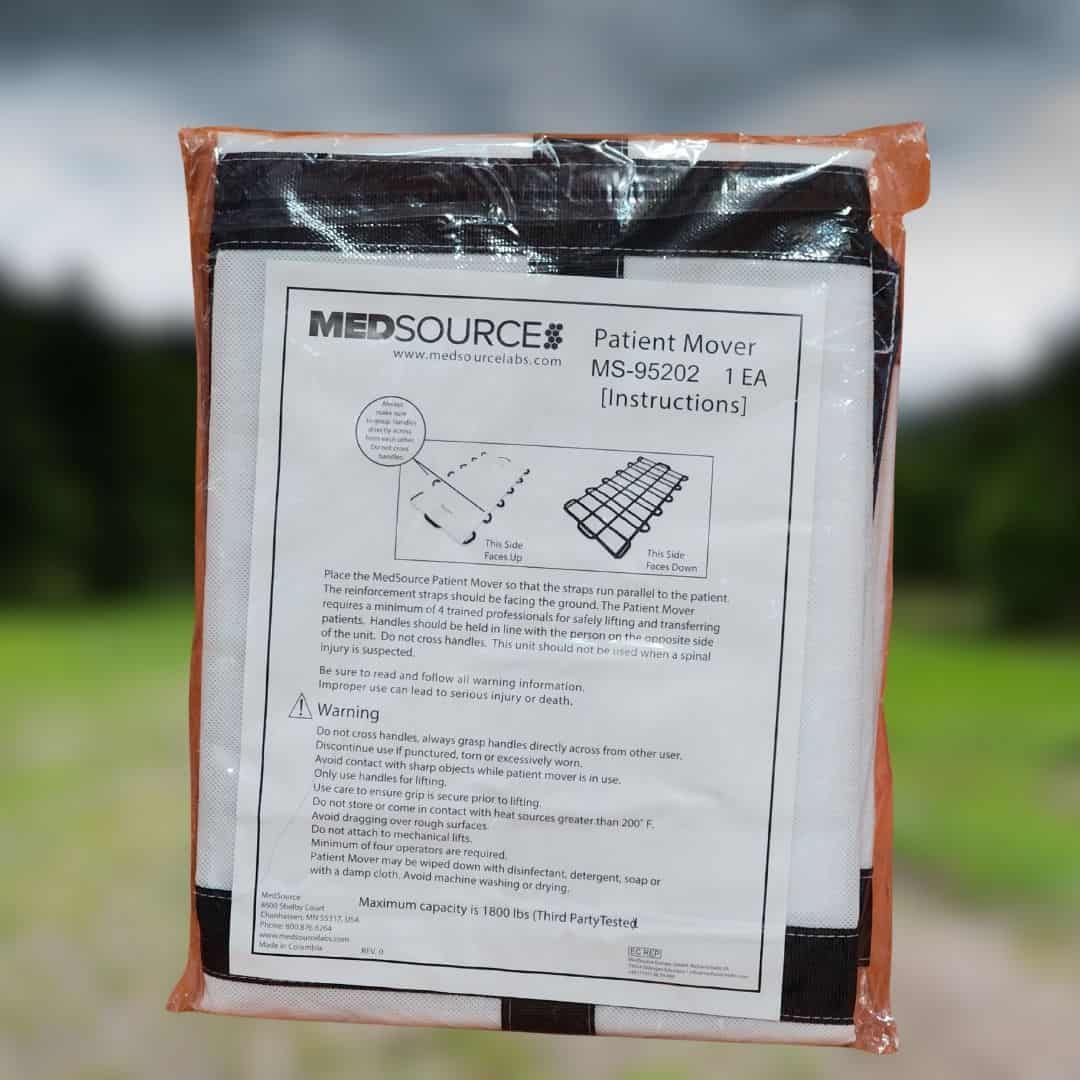 MEDSOURCE
www.medsourcelabs.com
Patient Mover
MS-95202 1 EA
[Instructions]
Always
make sure
to grasp handles
directly across
from each other.
Do not cross
handles.
This Side
Faces Up
This Side
Faces Down
Place the MedSource Patient Mover so that the straps run parallel to the patient.
The reinforcement straps should be facing the ground. The Patient Mover
requires a minimum of 4 trained professionals for safely lifting and transferring
patients. Handles should be held in line with the person on the opposite side
of the unit. Do not cross handles. This unit should not be used when a spinal
injury is suspected.
Be sure to read and follow all warning information.
Improper use can lead to serious injury or death.
Warning
Do not cross handles, always grasp handles directly across from other user.
Discontinue use if punctured, torn or excessively worn.
Avoid contact with sharp objects while patient mover is in use.
Only use handles for lifting.
Use care to ensure grip is secure prior to lifting.
Do not store or come in contact with heat sources greater than 200° F.
Avoid dragging over rough surfaces.
Do not attach to mechanical lifts.
Minimum of four operators are required.
Patient Mover may be wiped down with disinfectant, detergent, soap or
with a damp cloth. Avoid machine washing or drying.
Maximum capacity is 1800 lbs (Third PartyTested)
MedSource
8500 Shelby Court
Chanhassen, MN 55317, USA
Phone: 800.876.6264
www.medsourcelabs.com
Made in Colombia
REV. 0
EC REP